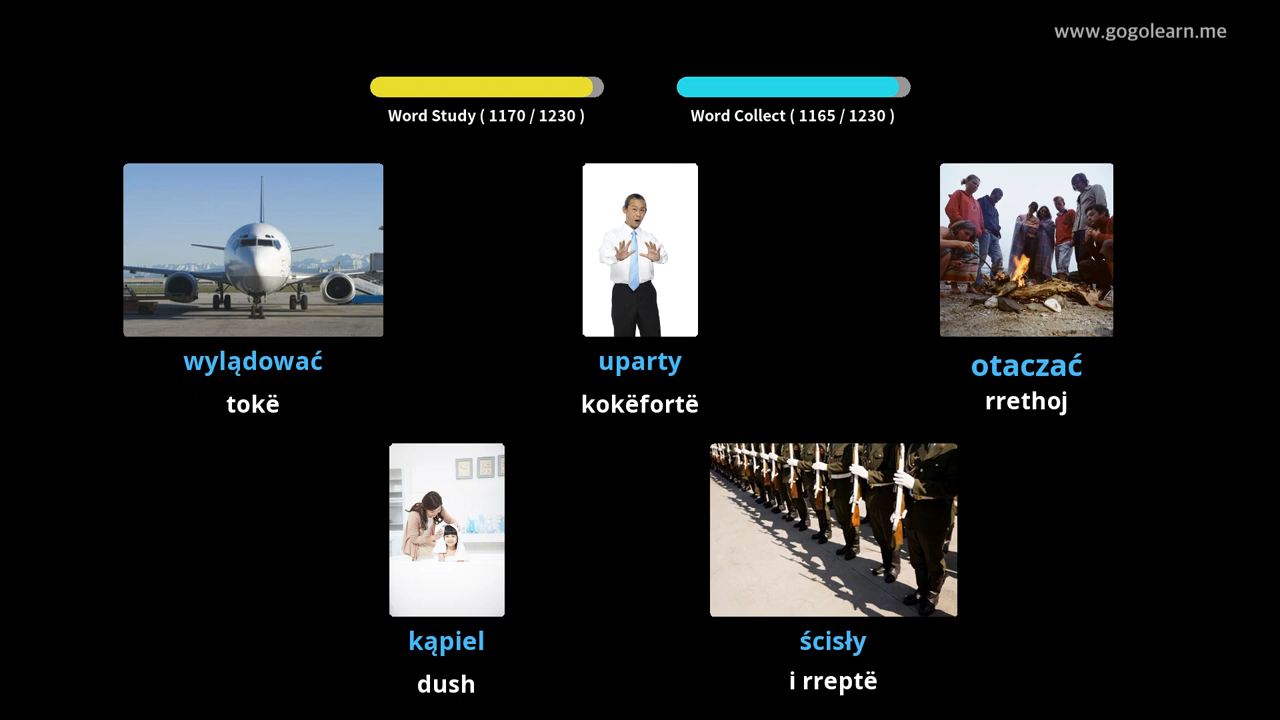 www.gogolearn.me
Word Study ( 1170 / 1230 )
Word Collect ( 1165 / 1230 )
wylądować
uparty
otaczać
tokë
kokëfortë
rrethoj
kąpiel
ścisły
dush
i rreptë